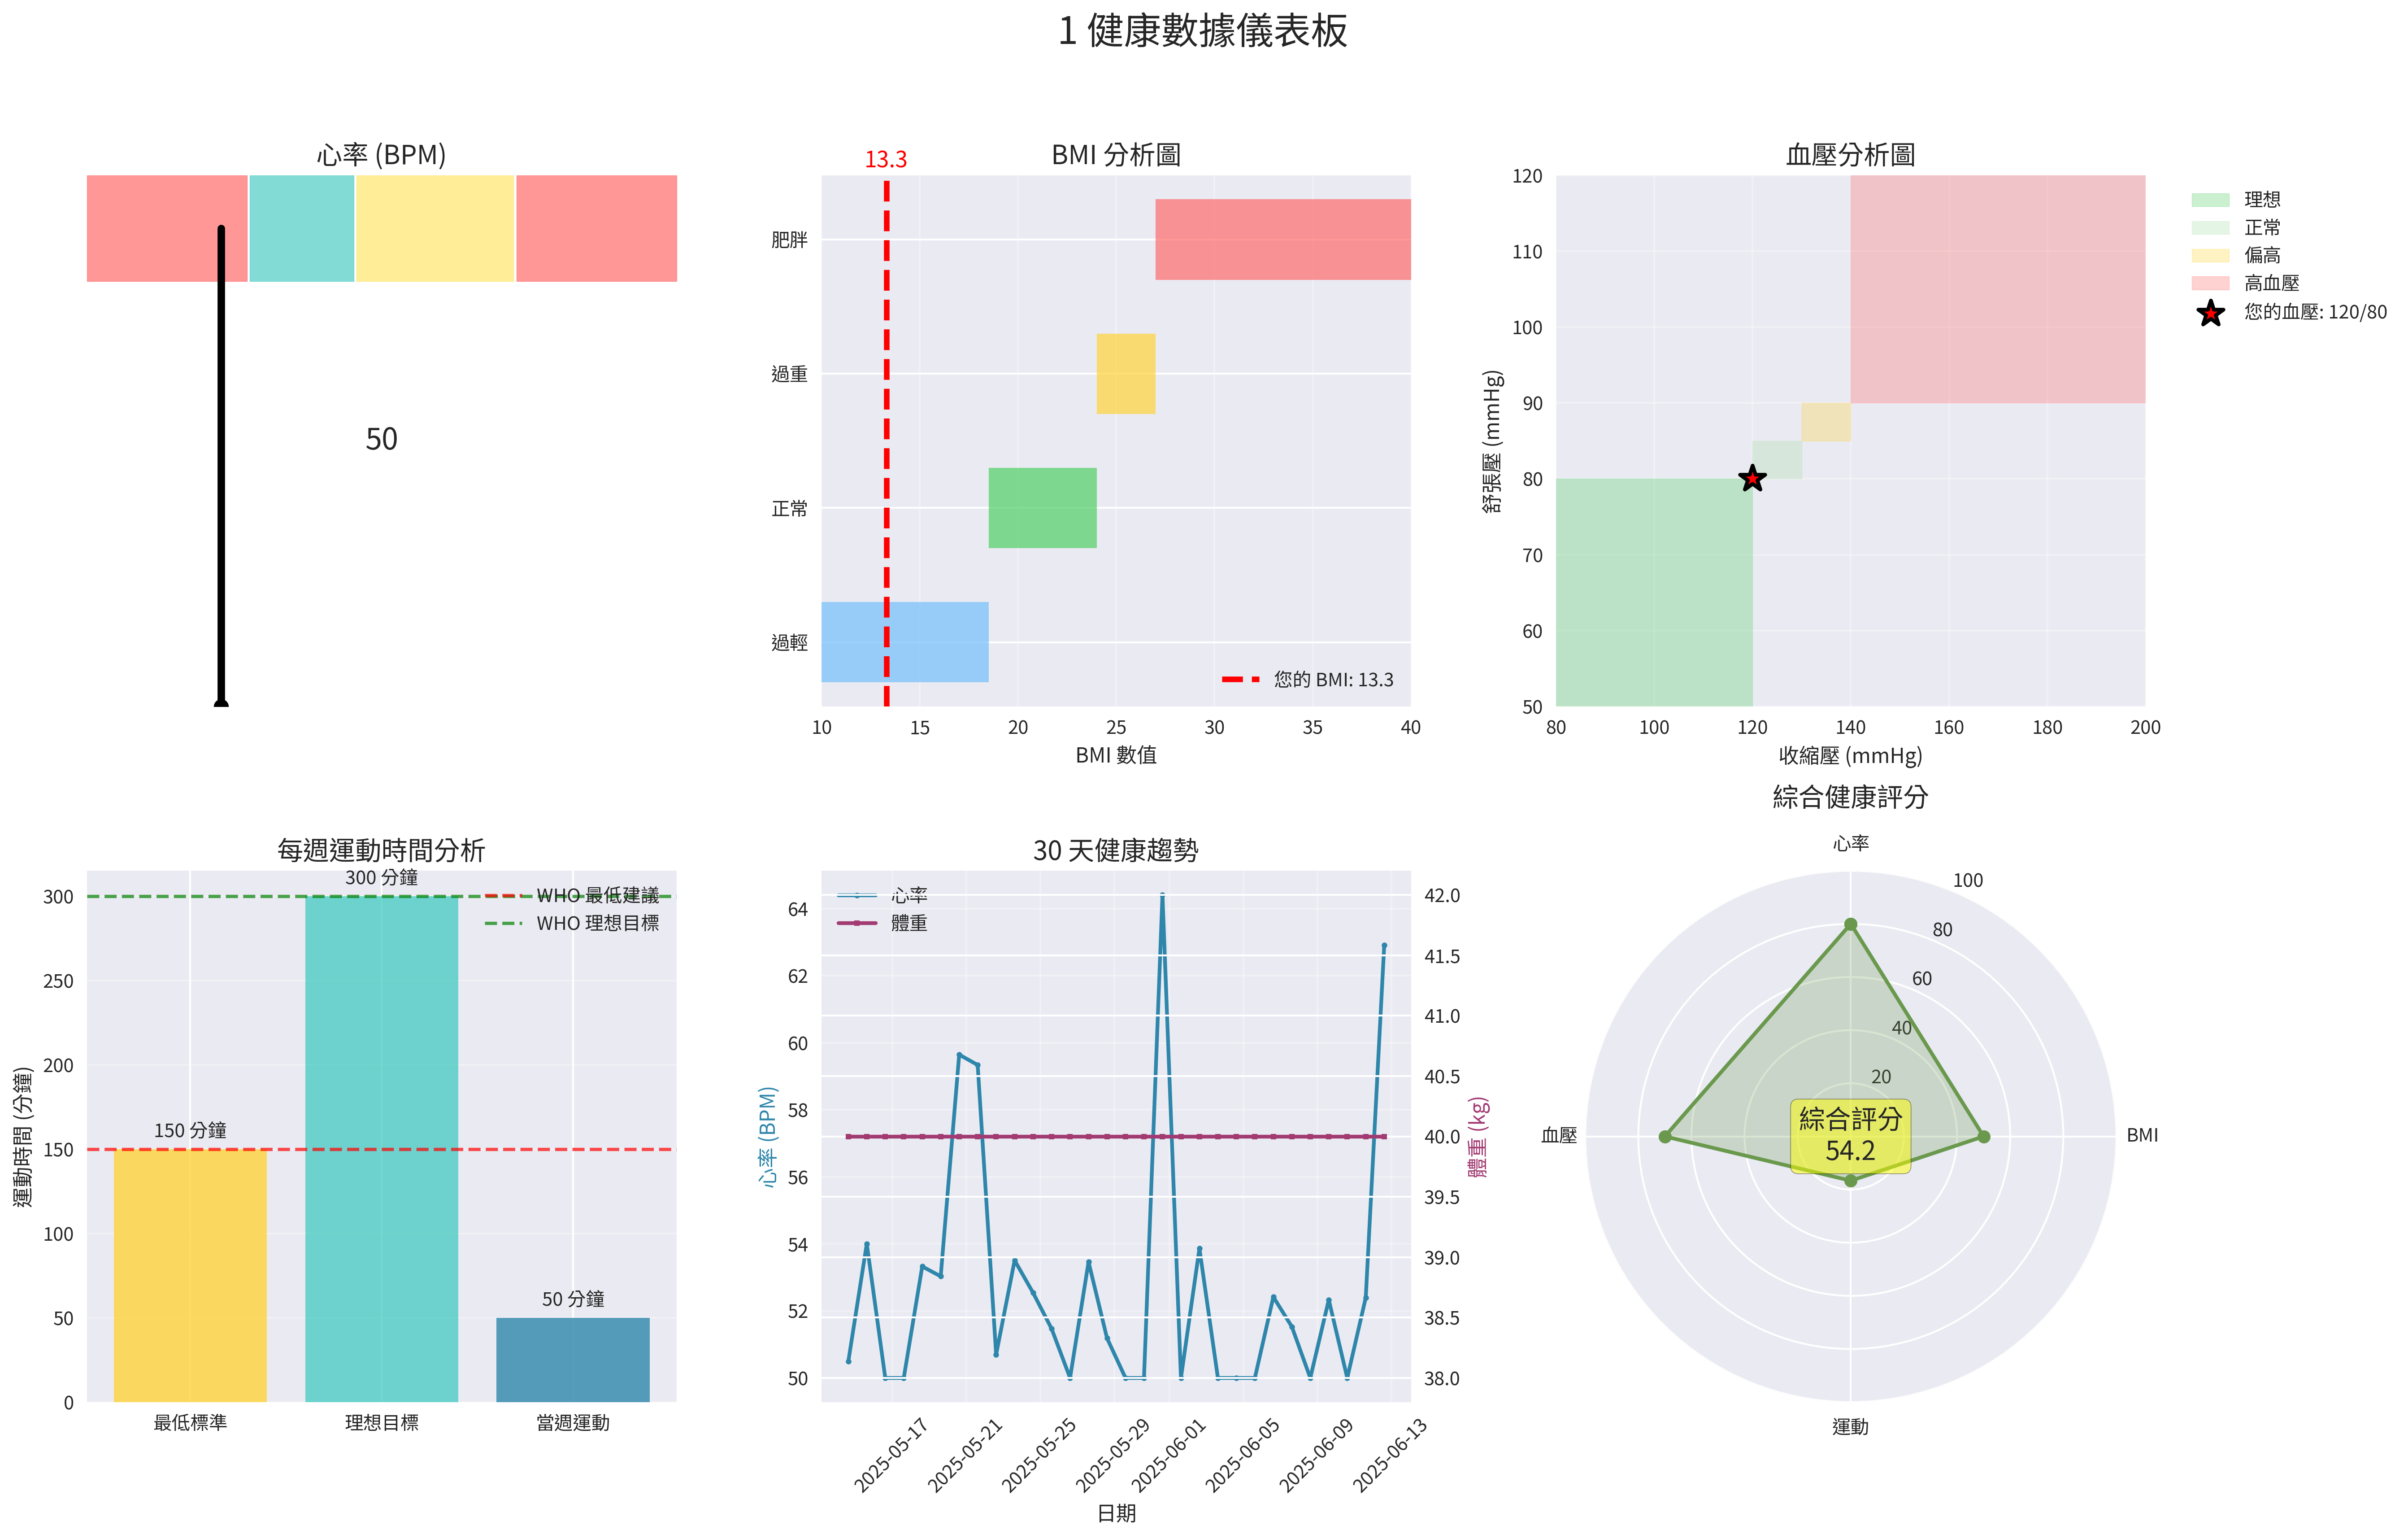 1 健康數據儀表板
心率 (BPM)
50
BMI 分析圖
13.3
肥胖
過重
正常
過輕
您的 BMI: 13.3
10 15 20 25 30 35 40
BMI 數值
血壓分析圖
舒張壓 (mmHg)
120
110
100
90
80
70
60
50
80 100 120 140 160 180 200
收縮壓 (mmHg)
理想
正常
偏高
高血壓
您的血壓: 120/80
每週運動時間分析
運動時間 (分鐘)
300
250
200
150
100
50
0
150 分鐘
300 分鐘
50 分鐘
WHO 最低建議
WHO 理想目標
最低標準 理想目標 當週運動
30 天健康趨勢
心率
體重
心率 (BPM)
64
62
60
58
56
54
52
50
42.0
41.5
41.0
40.5
40.0
39.5
39.0
38.5
38.0
體重 (kg)
2025-05-17 2025-05-21 2025-05-25 2025-05-29 2025-06-01 2025-06-05 2025-06-09 2025-06-13
日期
綜合健康評分
心率
100
80
60
40
20
血壓
BMI
運動
綜合評分
54.2